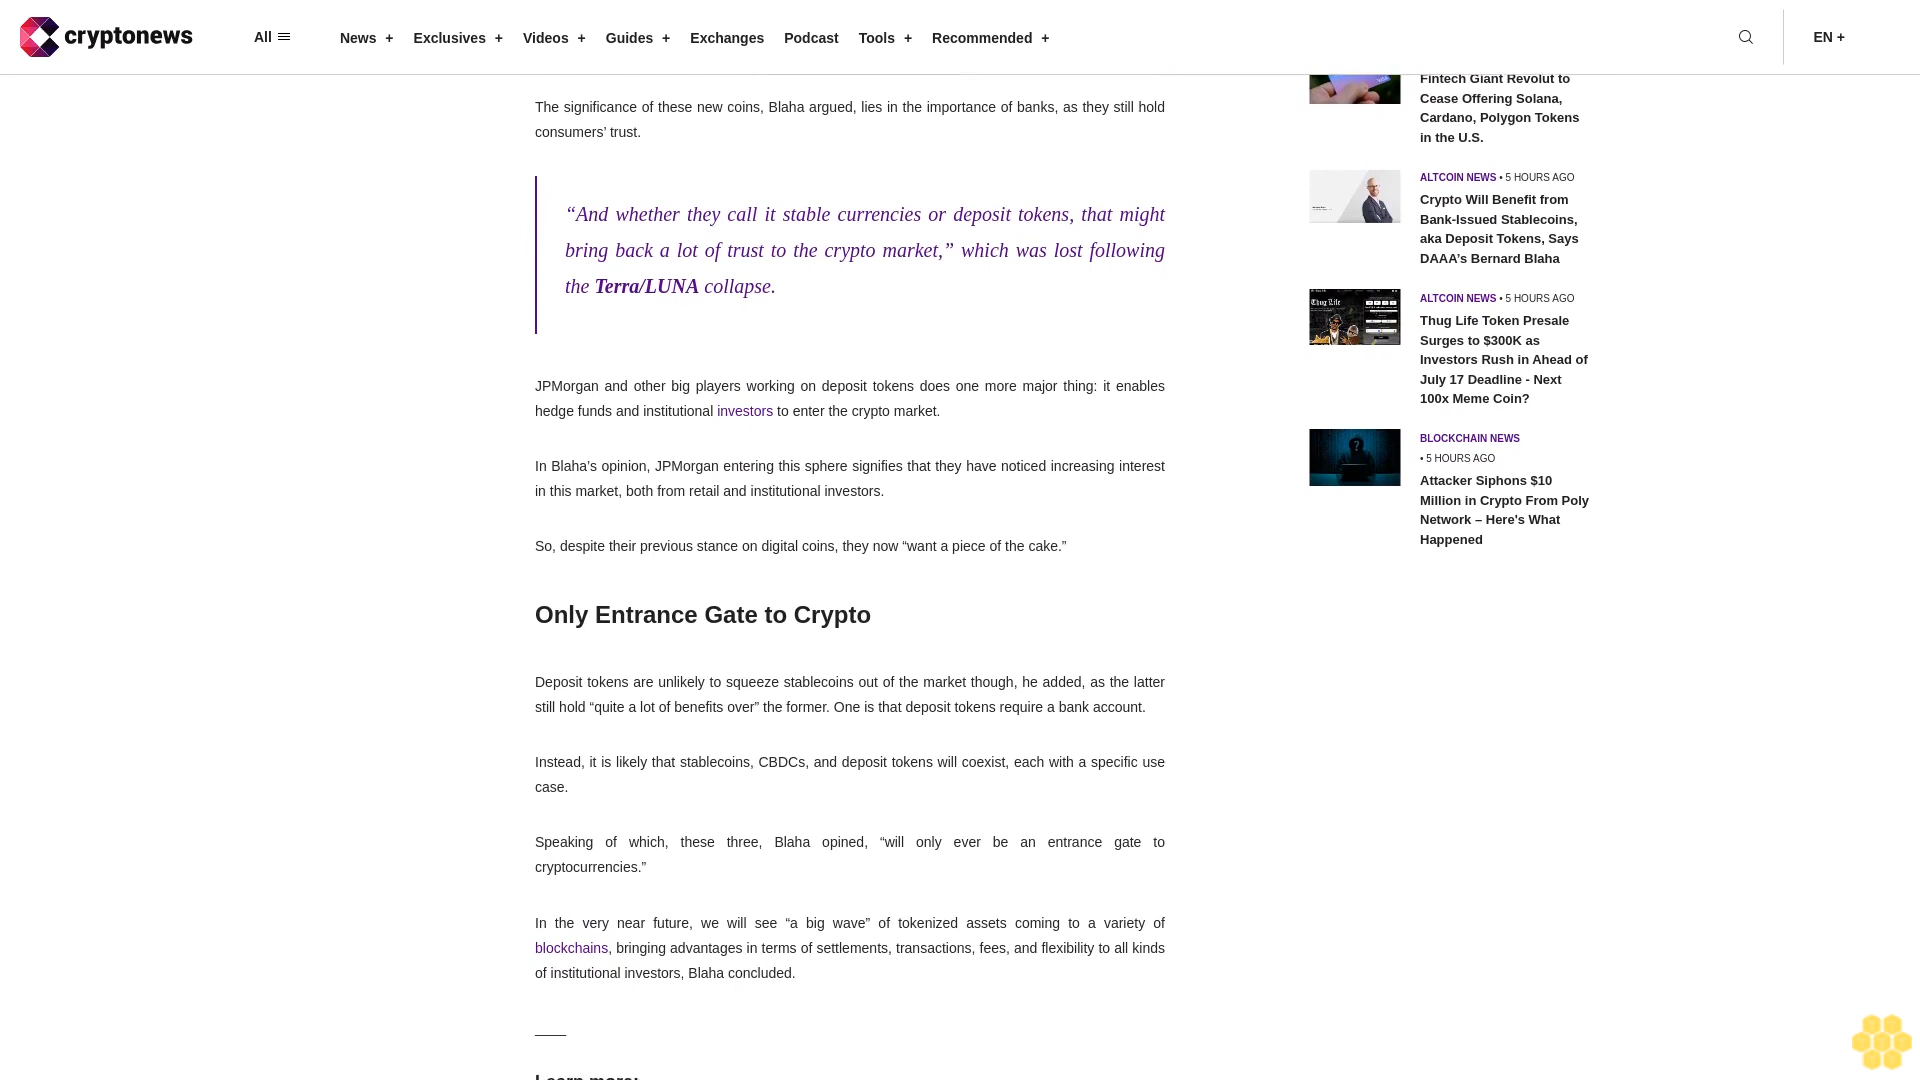 cryptonews
All
News +
Exclusives +
Videos +
Guides +
Exchanges
Podcast
Tools +
Recommended +
EN +
The significance of these new coins, Blaha argued, lies in the importance of banks, as they still hold
consumers’ trust.
“And whether they call it stable currencies or deposit tokens, that might
bring back a lot of trust to the crypto market,” which was lost following
the Terra/LUNA collapse.
JPMorgan and other big players working on deposit tokens does one more major thing: it enables
hedge funds and institutional investors to enter the crypto market.
In Blaha’s opinion, JPMorgan entering this sphere signifies that they have noticed increasing interest
in this market, both from retail and institutional investors.
So, despite their previous stance on digital coins, they now “want a piece of the cake.”
Only Entrance Gate to Crypto
Deposit tokens are unlikely to squeeze stablecoins out of the market though, he added, as the latter
still hold “quite a lot of benefits over” the former. One is that deposit tokens require a bank account.
Instead, it is likely that stablecoins, CBDCs, and deposit tokens will coexist, each with a specific use
case.
Speaking of which, these three, Blaha opined, “will only ever be an entrance gate to
cryptocurrencies.”
In the very near future, we will see “a big wave” of tokenized assets coming to a variety of
blockchains, bringing advantages in terms of settlements, transactions, fees, and flexibility to all kinds
of institutional investors, Blaha concluded.
____
Learn more:
Fintech Giant Revolut to
Cease Offering Solana,
Cardano, Polygon Tokens
in the U.S.
ALTCOIN NEWS • 5 HOURS AGO
Crypto Will Benefit from
Bank-Issued Stablecoins,
aka Deposit Tokens, Says
DAAA’s Bernard Blaha
Thug Life
ALTCOIN NEWS • 5 HOURS AGO
Thug Life Token Presale
Surges to $300K as
Investors Rush in Ahead of
July 17 Deadline - Next
100x Meme Coin?
BLOCKCHAIN NEWS
• 5 HOURS AGO
Attacker Siphons $10
Million in Crypto From Poly
Network – Here's What
Happened